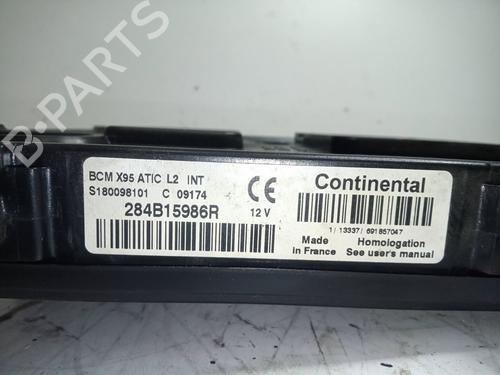 B-PARTS
BCM X95 ATIC L2 INT
S180098101 C 09174
284B15986R
12 V
CE
Continental
1/ 13337/ 691857047
Made in France
Homologation
See user's manual